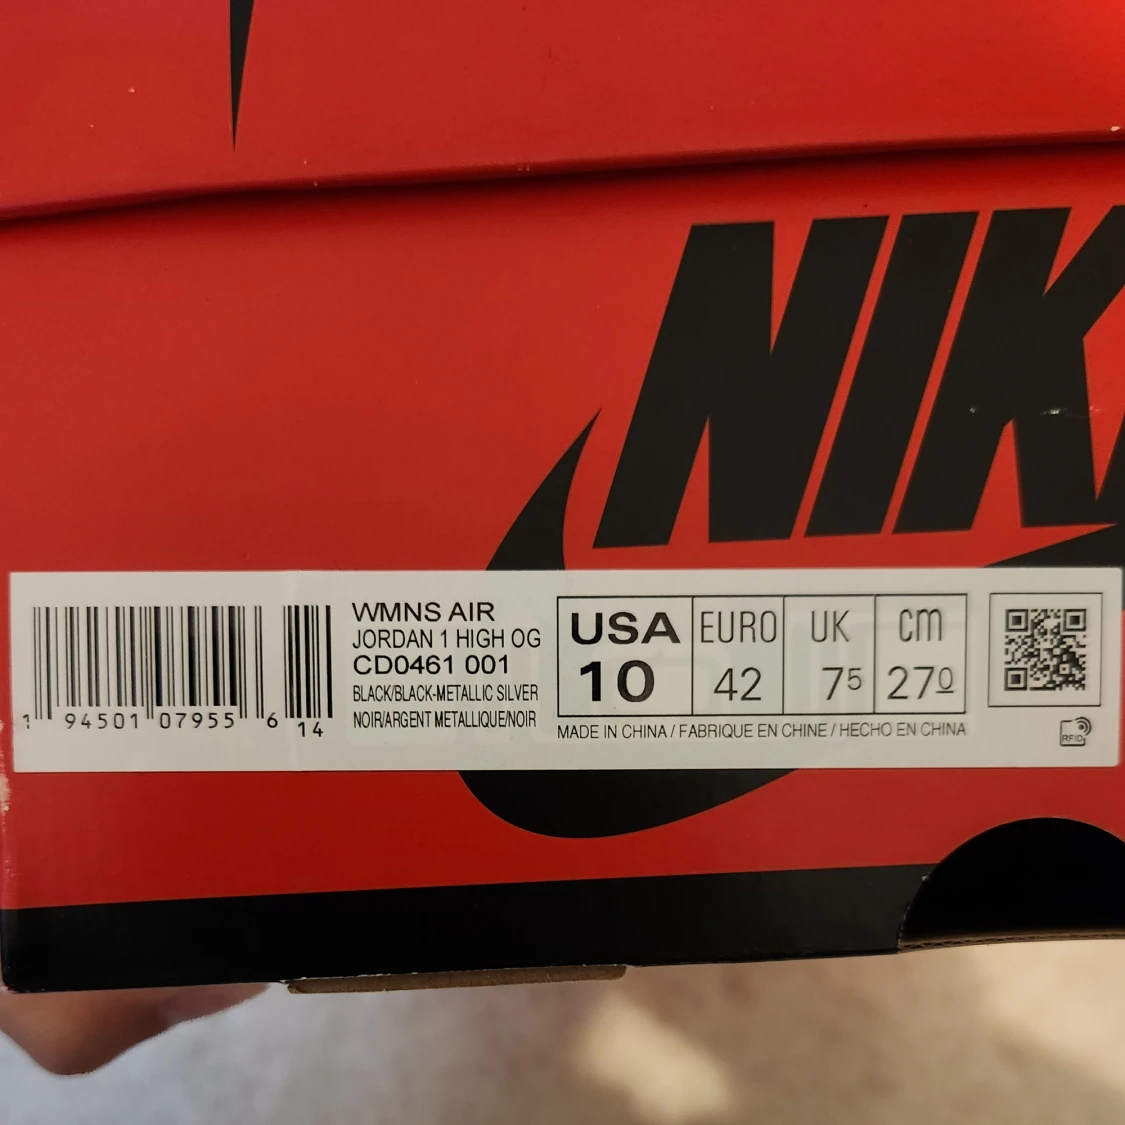 NIKE
WMNS AIR
JORDAN 1 HIGH OG
CD0461 001
BLACK/BLACK-METALLIC SILVER
NOIR/ARGENT METALLIQUE/NOIR
1 94501 07955 6 14
USA EURO UK cm
10 42 75 270
MADE IN CHINA / FABRIQUE EN CHINE / HECHO EN CHINA
RFID